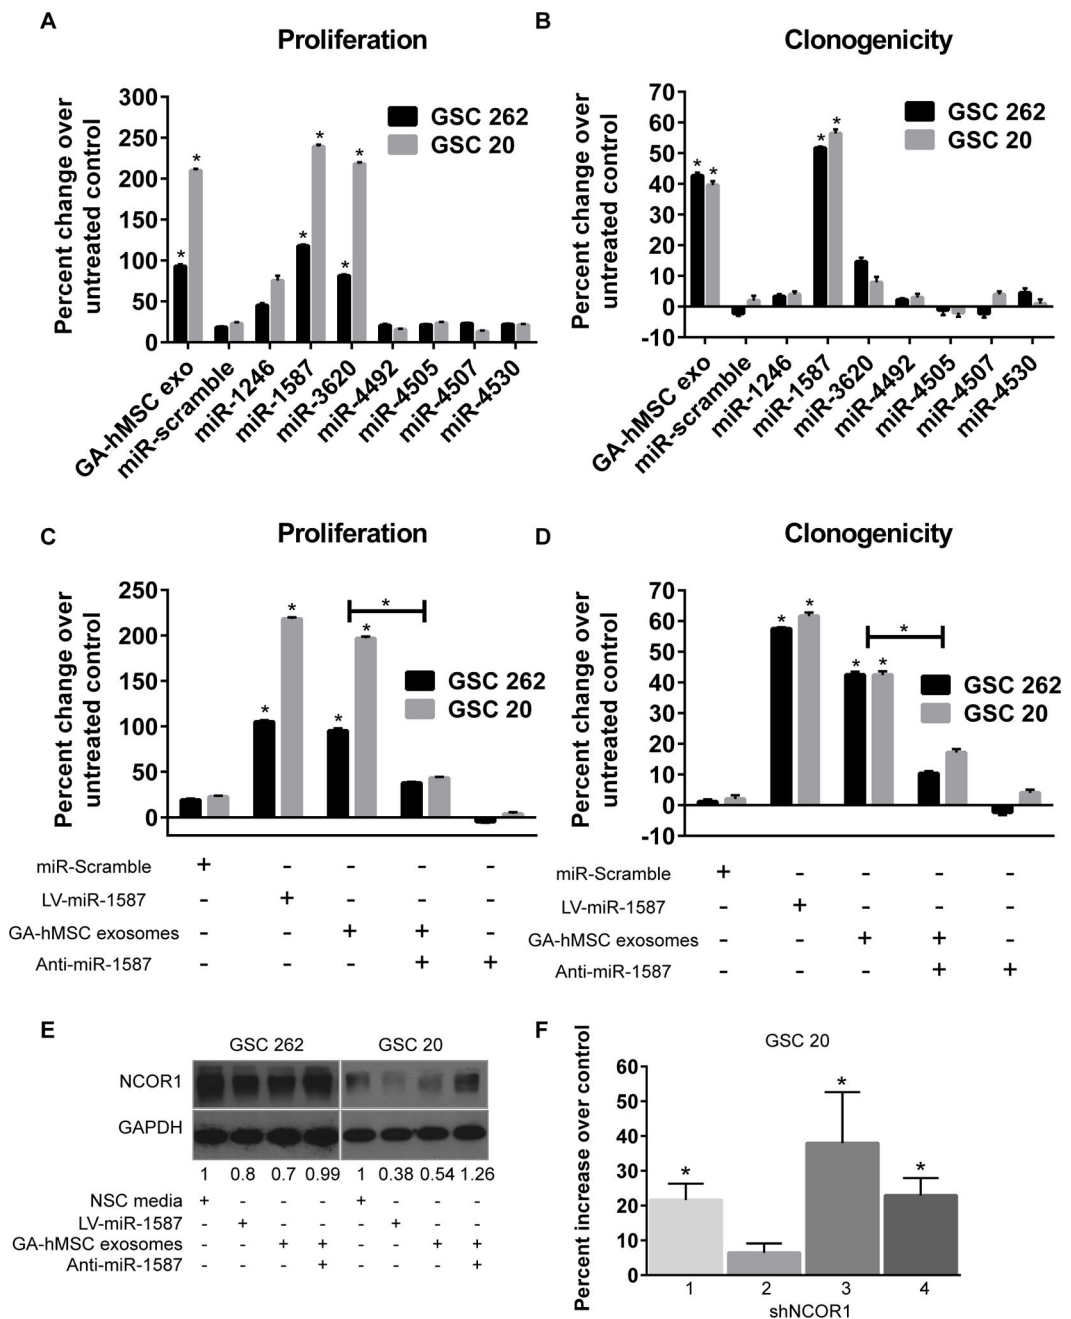 A
Proliferation
Percent change over
untreated control
300
250
200
150
100
50
0
GSC 262
GSC 20
*
*
*
*
*
*
GA-hMSC exo
miR-scramble
miR-1246
miR-1587
miR-3620
miR-4492
miR-4505
miR-4507
miR-4530
B
Clonogenicity
Percent change over
untreated control
70
60
50
40
30
20
10
0
-10
GSC 262
GSC 20
*
*
*
*
GA-hMSC exo
miR-scramble
miR-1246
miR-1587
miR-3620
miR-4492
miR-4505
miR-4507
miR-4530
C
Proliferation
Percent change over
untreated control
250
200
150
100
50
0
GSC 262
GSC 20
*
*
*
*
*
miR-Scramble + - - - -
LV-miR-1587 - + - - -
GA-hMSC exosomes - - + + -
Anti-miR-1587 - - - + +
D
Clonogenicity
Percent change over
untreated control
70
60
50
40
30
20
10
0
-10
GSC 262
GSC 20
*
*
*
*
*
miR-Scramble + - - - -
LV-miR-1587 - + - - -
GA-hMSC exosomes - - + + -
Anti-miR-1587 - - - + +
E
GSC 262 GSC 20
NCOR1
GAPDH
1 0.8 0.7 0.99 1 0.38 0.54 1.26
NSC media + - - - + - - -
LV-miR-1587 - + - - - + - -
GA-hMSC exosomes - - + + - - + +
Anti-miR-1587 - - - + - - - +
F
GSC 20
Percent increase over control
60
50
40
30
20
10
0
*
*
*
1 2 3 4
shNCOR1